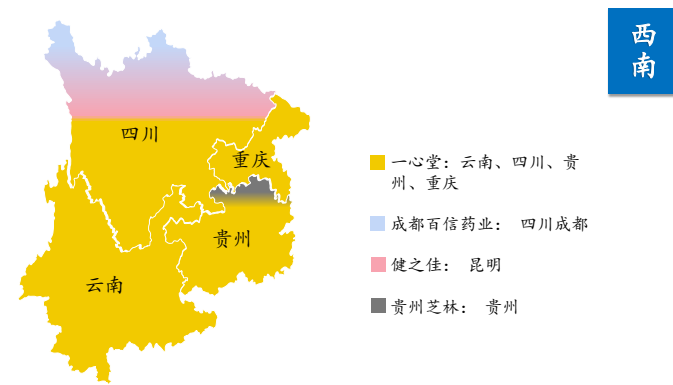 西
南
四川
重庆
贵州
云南
一心堂：云南、四川、贵
州、重庆
成都百信药业： 四川成都
健之佳： 昆明
贵州芝林： 贵州